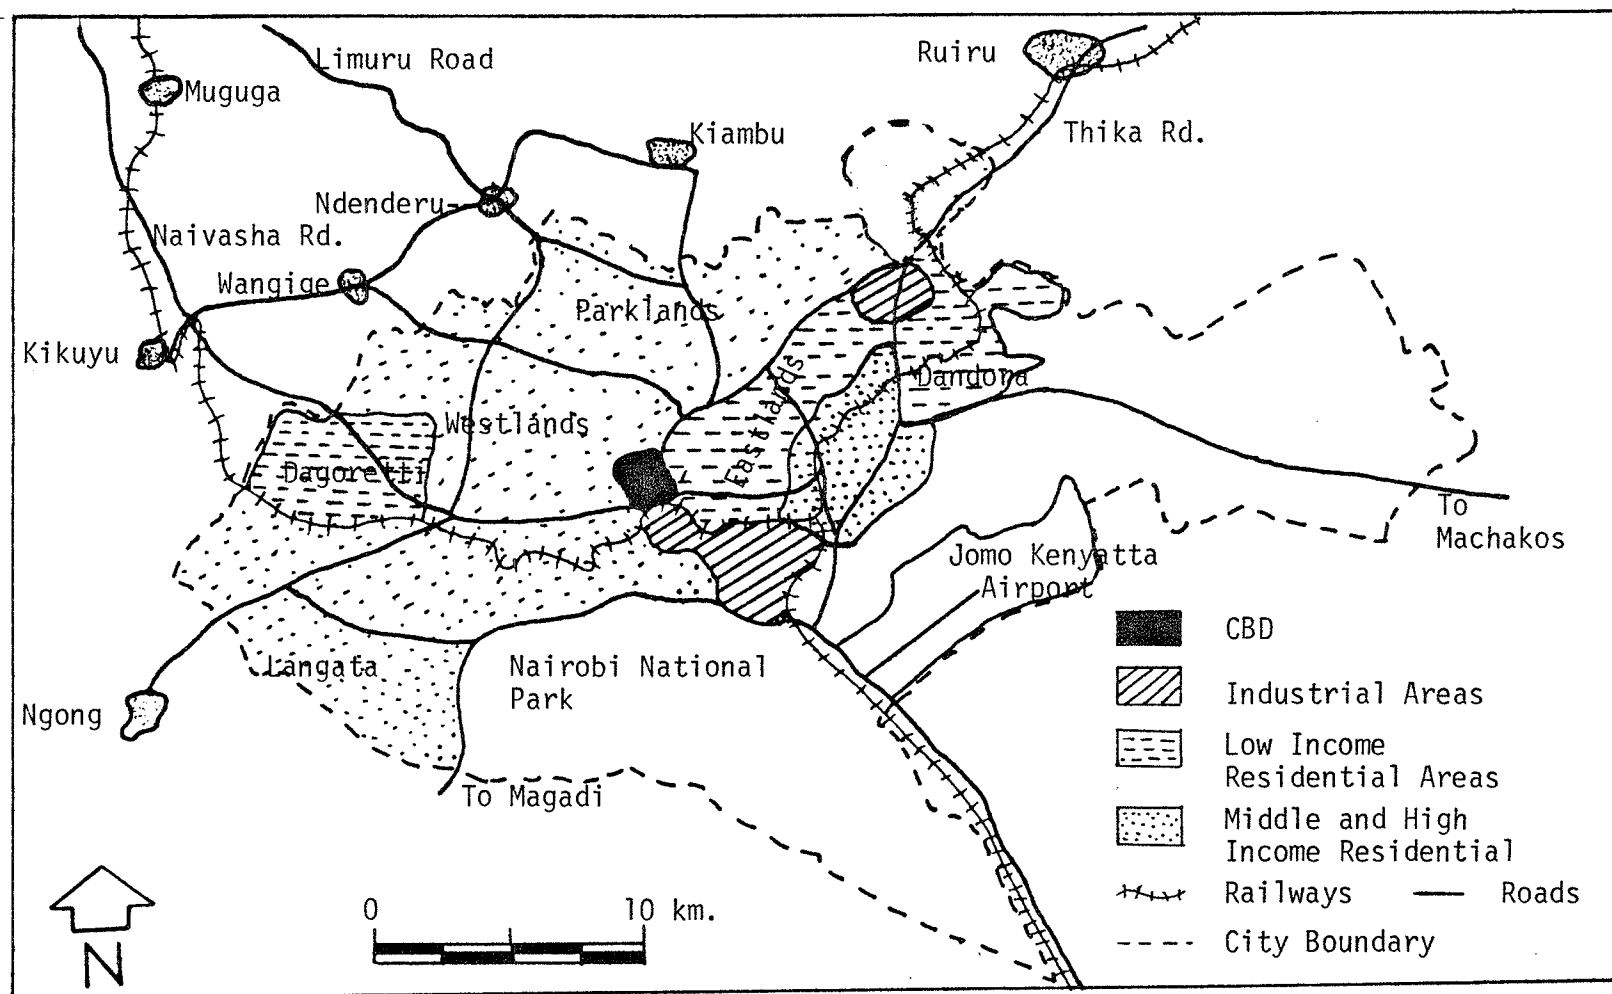 Limuru Road
Ruiru
Muguga
Kiambu
Thika Rd.
Ndenderu
Naivasha Rd.
Wangige
Parklands
Kikuyu
Eastlands
Dandora
Westlands
Dagoretti
To
Machakos
Jomo Kenyatta
Airport
Langata
Nairobi National
Park
Ngong
To Magadi
CBD
Industrial Areas
Low Income
Residential Areas
Middle and High
Income Residential
Railways
Roads
City Boundary
0
10 km.
N